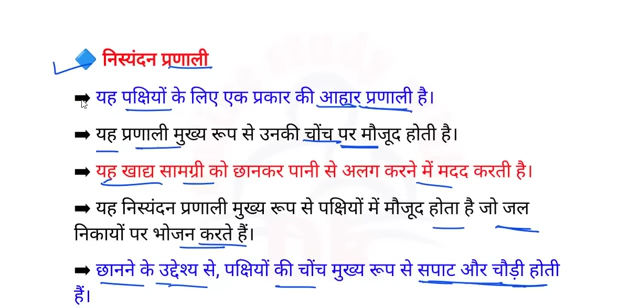 निस्यंदन प्रणाली
यह पक्षियों के लिए एक प्रकार की आहार प्रणाली है।
यह प्रणाली मुख्य रूप से उनकी चोंच पर मौजूद होती है.
यह खाद्य सामग्री को छानकर पानी से अलग करने में मदद करती है।
यह निस्यंदन प्रणाली मुख्य रूप से पक्षियों में मौजूद होता है जो जल
निकायों पर भोजन करते हैं।
छानने के उद्देश्य से, पक्षियों की चोंच मुख्य रूप से सपाट और चौड़ी होती
हैं।